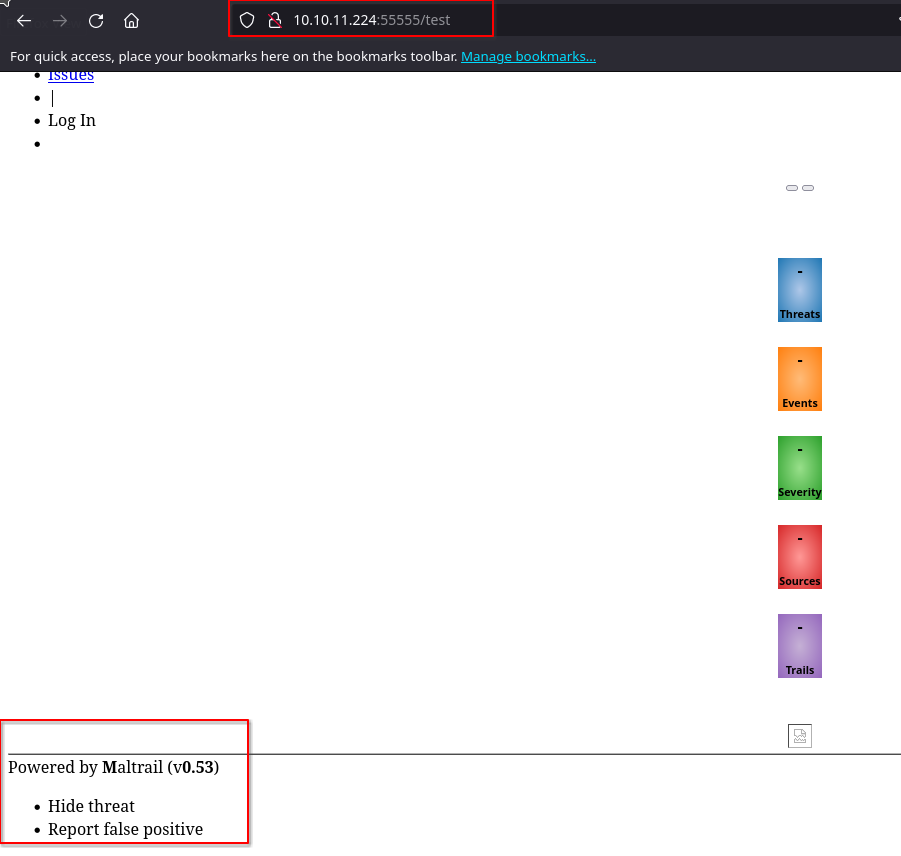 10.10.11.224:55555/test
For quick access, place your bookmarks here on the bookmarks toolbar. Manage bookmarks...
Issues
|
Log In
-
Threats
-
Events
-
Severity
-
Sources
-
Trails
Powered by Maltrail (v0.53)
Hide threat
Report false positive